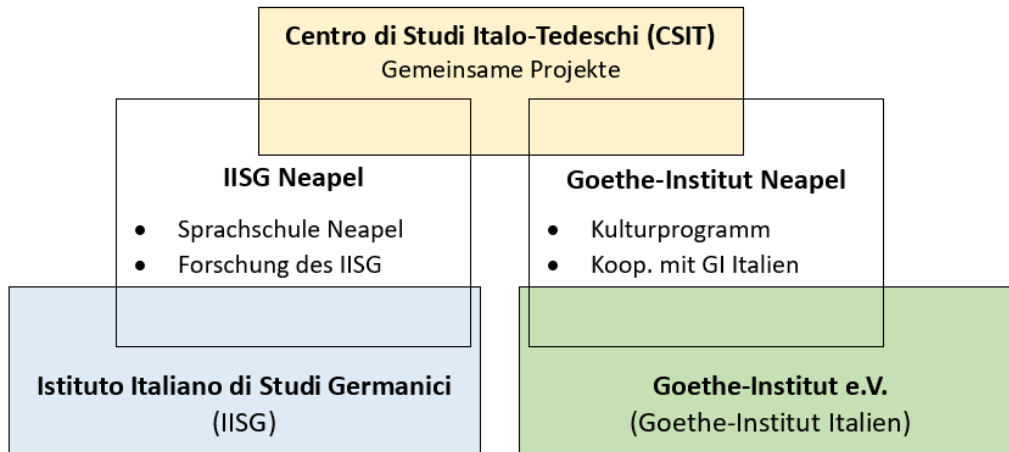 Centro di Studi Italo-Tedeschi (CSIT)
Gemeinsame Projekte
IISG Neapel
• Sprachschule Neapel
• Forschung des IISG
Goethe-Institut Neapel
• Kulturprogramm
• Koop. mit GI Italien
Istituto Italiano di Studi Germanici
(IISG)
Goethe-Institut e.V.
(Goethe-Institut Italien)